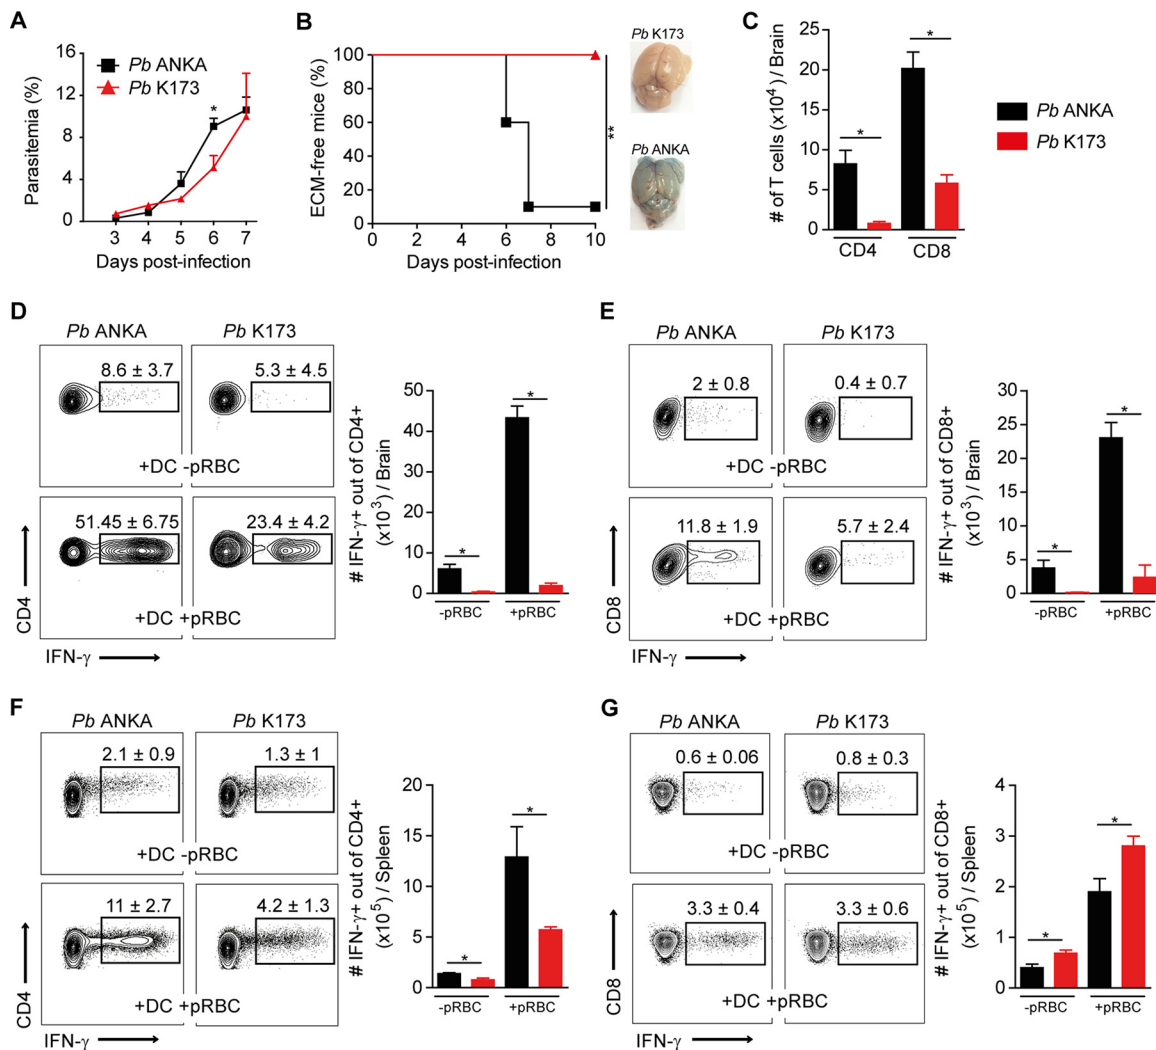 A
Parasitemia (%)
16
12
8
4
0
Pb ANKA
Pb K173
*
3 4 5 6 7
Days post-infection
B
ECM-free mice (%)
100
80
60
40
20
0
0 2 4 6 8 10
Days post-infection
**
Pb K173
Pb ANKA
C
# of T cells (x10⁴) / Brain
25
20
15
10
5
0
*
*
CD4 CD8
Pb ANKA
Pb K173
D
Pb ANKA Pb K173
8.6 ± 3.7 5.3 ± 4.5
+DC -pRBC
51.45 ± 6.75 23.4 ± 4.2
+DC +pRBC
CD4
IFN-γ
# IFN-γ+ out of CD4+
(x10³) / Brain
50
40
30
20
10
0
*
*
-pRBC +pRBC
E
Pb ANKA Pb K173
2 ± 0.8 0.4 ± 0.7
+DC -pRBC
11.8 ± 1.9 5.7 ± 2.4
+DC +pRBC
CD8
IFN-γ
# IFN-γ+ out of CD8+
(x10³) / Brain
30
25
20
15
10
5
0
*
*
-pRBC +pRBC
F
Pb ANKA Pb K173
2.1 ± 0.9 1.3 ± 1
+DC -pRBC
11 ± 2.7 4.2 ± 1.3
+DC +pRBC
CD4
IFN-γ
# IFN-γ+ out of CD4+
(x10⁵) / Spleen
20
15
10
5
0
*
*
-pRBC +pRBC
G
Pb ANKA Pb K173
0.6 ± 0.06 0.8 ± 0.3
+DC -pRBC
3.3 ± 0.4 3.3 ± 0.6
+DC +pRBC
CD8
IFN-γ
# IFN-γ+ out of CD8+
(x10⁵) / Spleen
4
3
2
1
0
*
*
-pRBC +pRBC